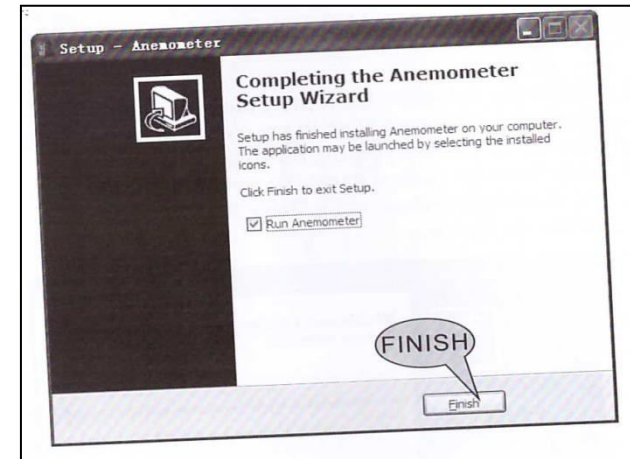 Setup - Anemometer
Completing the Anemometer
Setup Wizard
Setup has finished installing Anemometer on your computer.
The application may be launched by selecting the installed
icons.
Click Finish to exit Setup.
Run Anemometer
FINISH
Finish